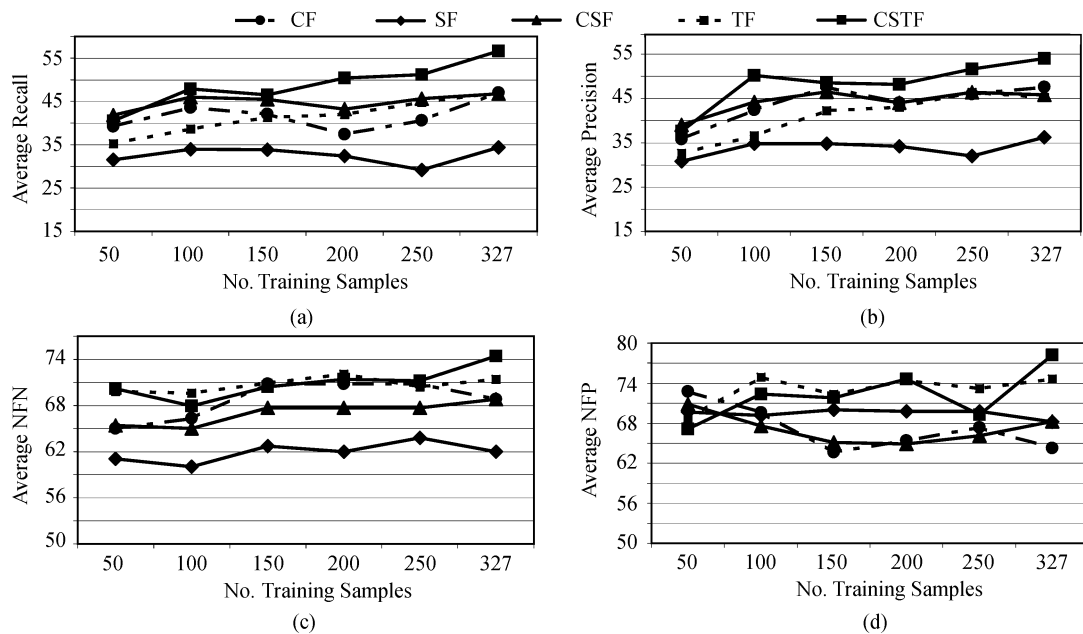 CF SF CSF TF CSTF
Average Recall
55
45
35
25
15
50 100 150 200 250 327
No. Training Samples
(a)
Average Precision
55
45
35
25
15
50 100 150 200 250 327
No. Training Samples
(b)
Average NFN
74
68
62
56
50
50 100 150 200 250 327
No. Training Samples
(c)
Average NFP
80
74
68
62
56
50
50 100 150 200 250 327
No. Training Samples
(d)